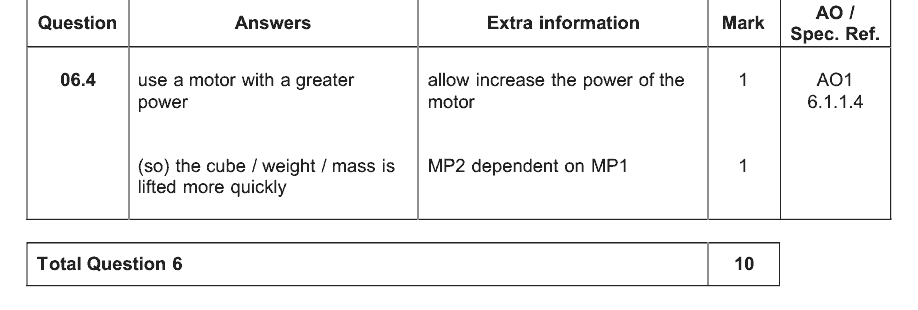 Question Answers Extra information Mark AO /
Spec. Ref.
06.4 use a motor with a greater allow increase the power of the 1 AO1
power motor 6.1.1.4
(so) the cube / weight / mass is MP2 dependent on MP1 1
lifted more quickly
Total Question 6 10